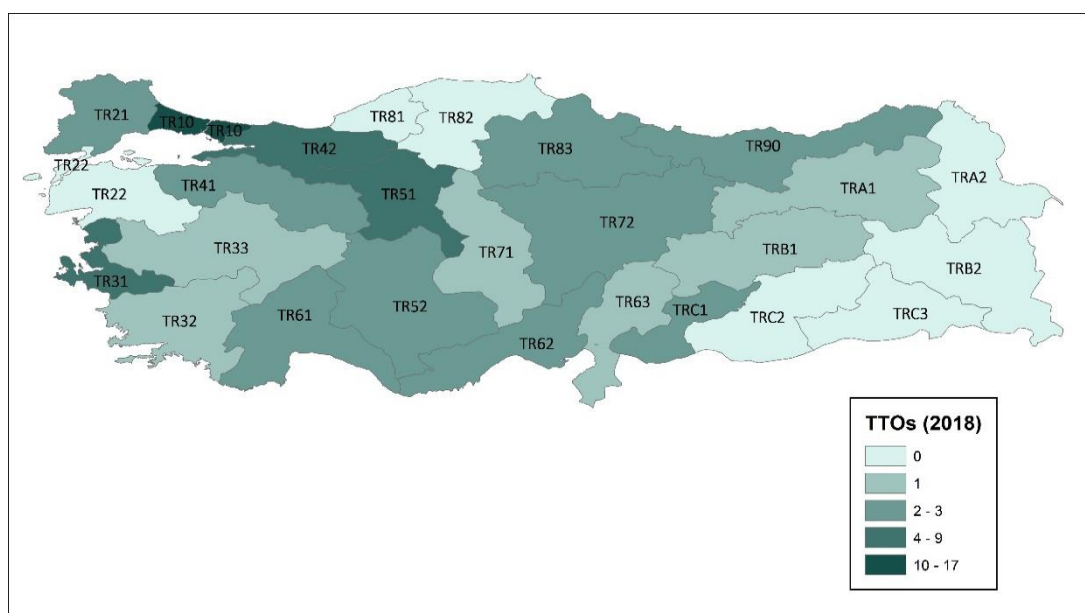 TR21
TR10
TR10
TR81
TR82
TR42
TR83
TR90
TR22
TR22
TR41
TR51
TRA1
TRA2
TR72
TR33
TR71
TRB1
TRB2
TR31
TR63
TRC1
TRC2
TRC3
TR32
TR61
TR52
TR62
TTOs (2018)
0
1
2 - 3
4 - 9
10 - 17